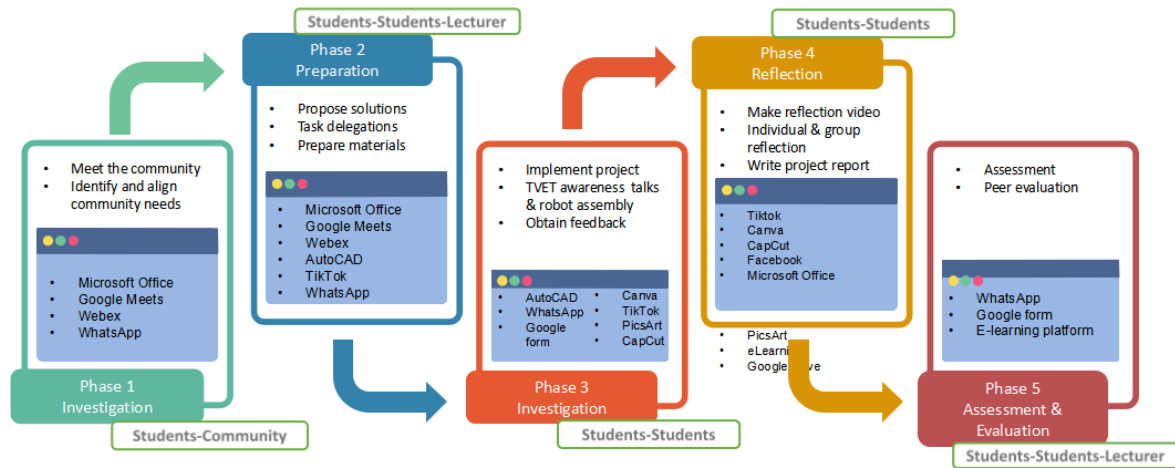 Students-Community
Phase 1
Investigation
Meet the community
Identify and align
community needs
Microsoft Office
Google Meets
Webex
WhatsApp
Students-Students-Lecturer
Phase 2
Preparation
Propose solutions
Task delegations
Prepare materials
Microsoft Office
Google Meets
Webex
AutoCAD
TikTok
WhatsApp
Implement project
TVET awareness talks
& robot assembly
Obtain feedback
AutoCAD
WhatsApp
Google
form
Canva
TikTok
PicsArt
CapCut
Phase 3
Investigation
Students-Students
Students-Students
Phase 4
Reflection
Make reflection video
Individual & group
reflection
Write project report
Tiktok
Canva
CapCut
Facebook
Microsoft Office
PicsArt
Assessment
Peer evaluation
WhatsApp
Google form
E-learning platform
Phase 5
Assessment &
Evaluation
Students-Students-Lecturer